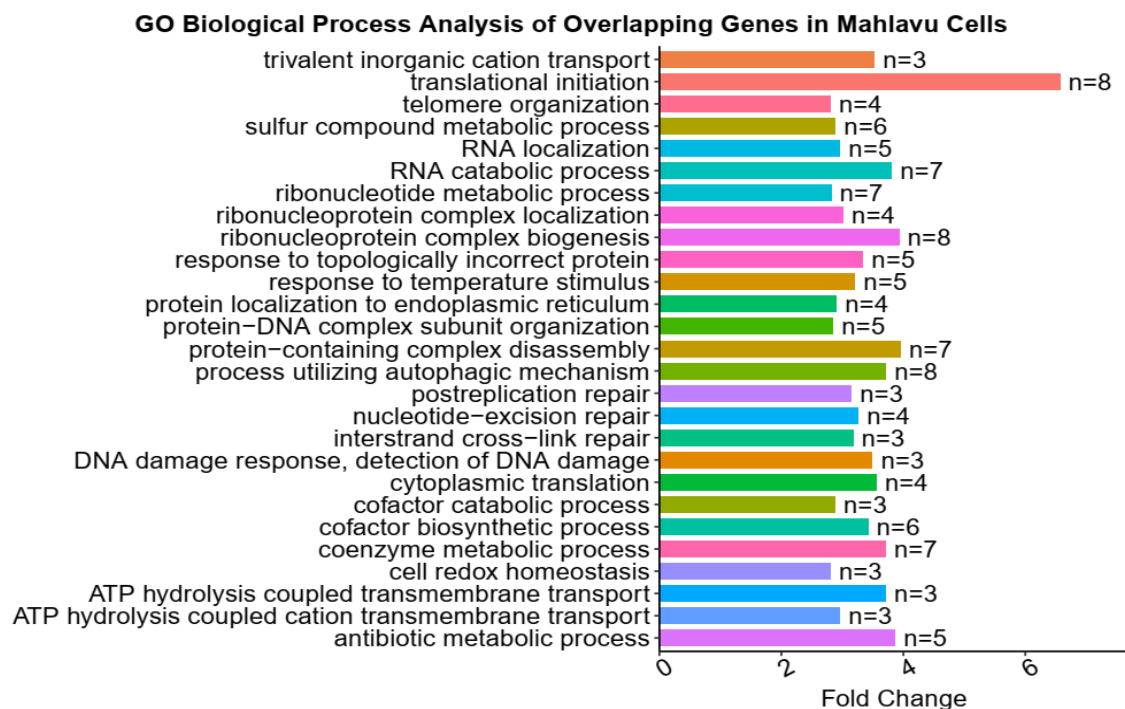 GO Biological Process Analysis of Overlapping Genes in Mahlavu Cells
trivalent inorganic cation transport n=3
translational initiation n=8
telomere organization n=4
sulfur compound metabolic process n=6
RNA localization n=5
RNA catabolic process n=7
ribonucleotide metabolic process n=7
ribonucleoprotein complex localization n=4
ribonucleoprotein complex biogenesis n=8
response to topologically incorrect protein n=5
response to temperature stimulus n=5
protein localization to endoplasmic reticulum n=4
protein−DNA complex subunit organization n=5
protein−containing complex disassembly n=7
process utilizing autophagic mechanism n=8
postreplication repair n=3
nucleotide−excision repair n=4
interstrand cross−link repair n=3
DNA damage response, detection of DNA damage n=3
cytoplasmic translation n=4
cofactor catabolic process n=3
cofactor biosynthetic process n=6
coenzyme metabolic process n=7
cell redox homeostasis n=3
ATP hydrolysis coupled transmembrane transport n=3
ATP hydrolysis coupled cation transmembrane transport n=3
antibiotic metabolic process n=5
0 2 4 6
Fold Change